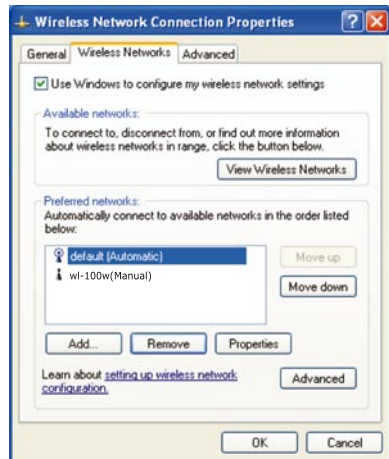 Wireless Network Connection Properties
General Wireless Networks Advanced
Use Windows to configure my wireless network settings
Available networks:
To connect to, disconnect from, or find out more information
about wireless networks in range, click the button below.
View Wireless Networks
Preferred networks:
Automatically connect to available networks in the order listed
below:
default (Automatic)
wl-100w(Manual)
Move up
Move down
Add... Remove Properties
Learn about setting up wireless network
configuration.
Advanced
OK Cancel